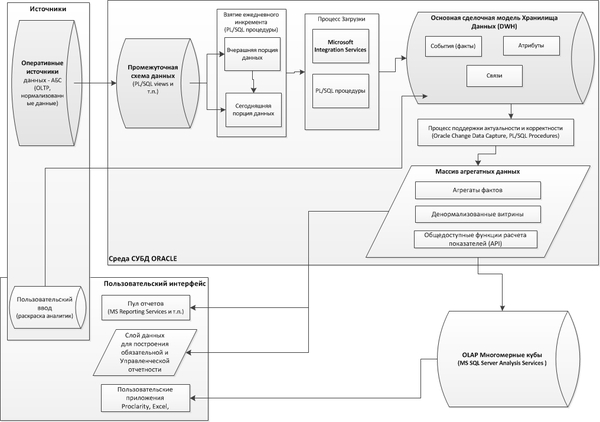 Источники
Оперативные
источники
данных - АБС
(OLTP,
нормализован
ные данные)
Промежуточная
схема данных
(PL/SQL views и
т.п.)
Взятие ежедневного
инкремента
(PL/SQL процедуры)
Вчерашняя порция
данных
Сегодняшняя
порция данных
Процесс Загрузки
Microsoft
Integration Services
PL/SQL процедуры
Основная сделочная модель Хранилища
Данных (DWH)
События (факты)
Атрибуты
Связи
Процесс поддержки актуальности и корректности
(Oracle Change Data Capture, PL/SQL Procedures)
Массив агрегатных данных
Агрегаты фактов
Денормализованные витрины
Общедоступные функции расчета
показателей (API)
Среда СУБД ORACLE
Пользовательский интерфейс
Пользовательский
ввод
(раскраска аналитик)
Пул отчетов
(MS Reporting Services и т.п.)
Слой данных
для построения
обязательной и
Управленческой
отчетности
Пользовательские
приложения
Proclarity, Excel,
OLAP Многомерные кубы
(MS SQL Server Analysis Services )